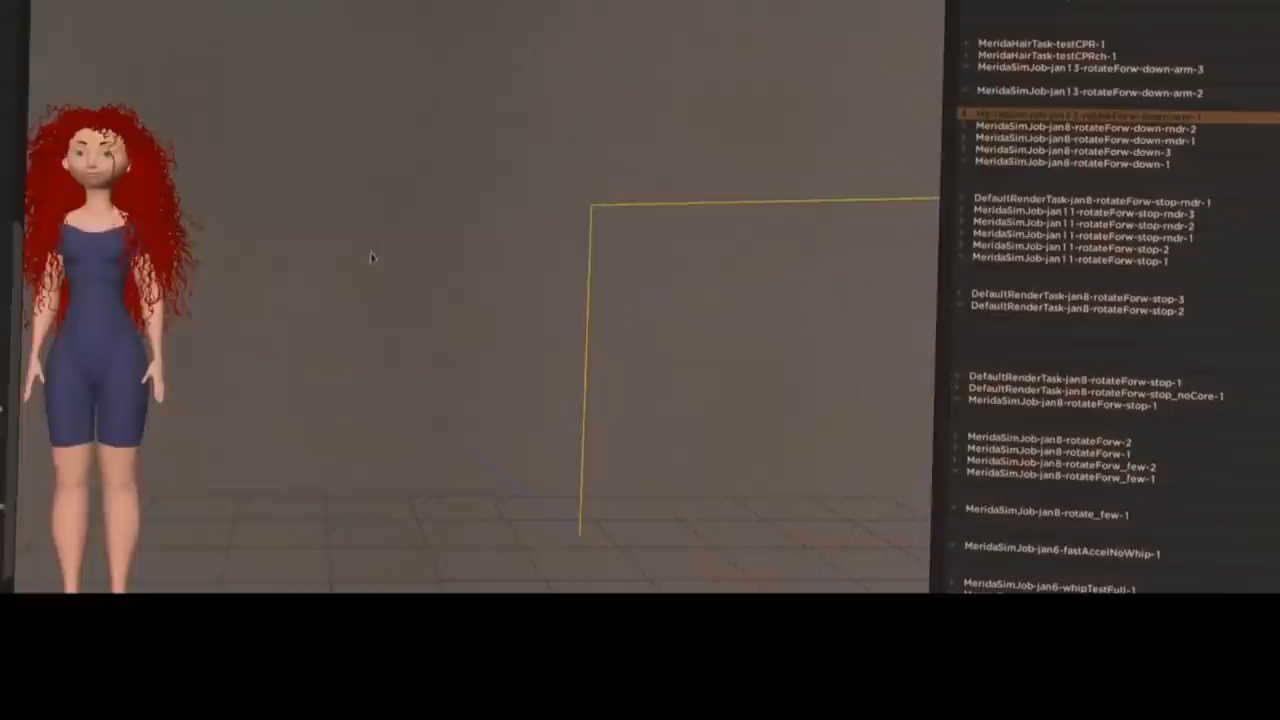 MeridaHairTask-testCPR-1
MeridaHairTask-testCPRch-1
MeridaSimJob-jan13-rotateForw-down-arm-3
MeridaSimJob-jan13-rotateForw-down-arm-2
MeridaSimJob-jan8-rotateForw-down-rndr-2
MeridaSimJob-jan8-rotateForw-down-rndr-1
MeridaSimJob-jan8-rotateForw-down-3
MeridaSimJob-jan8-rotateForw-down-1
DefaultRenderTask-jan8-rotateForw-stop-rndr-1
MeridaSimJob-jan11-rotateForw-stop-rndr-3
MeridaSimJob-jan11-rotateForw-stop-rndr-2
MeridaSimJob-jan11-rotateForw-stop-rndr-1
MeridaSimJob-jan11-rotateForw-stop-2
MeridaSimJob-jan11-rotateForw-stop-1
DefaultRenderTask-jan8-rotateForw-stop-3
DefaultRenderTask-jan8-rotateForw-stop-2
DefaultRenderTask-jan8-rotateForw-stop-1
DefaultRenderTask-jan8-rotateForw-stop_noCore-1
MeridaSimJob-jan8-rotateForw-stop-1
MeridaSimJob-jan8-rotateForw-2
MeridaSimJob-jan8-rotateForw-1
MeridaSimJob-jan8-rotateForw_few-2
MeridaSimJob-jan8-rotateForw_few-1
MeridaSimJob-jan8-rotate_few-1
MeridaSimJob-jan6-fastAccelNoWhip-1
MeridaSimJob-jan6-whipTestFull-1